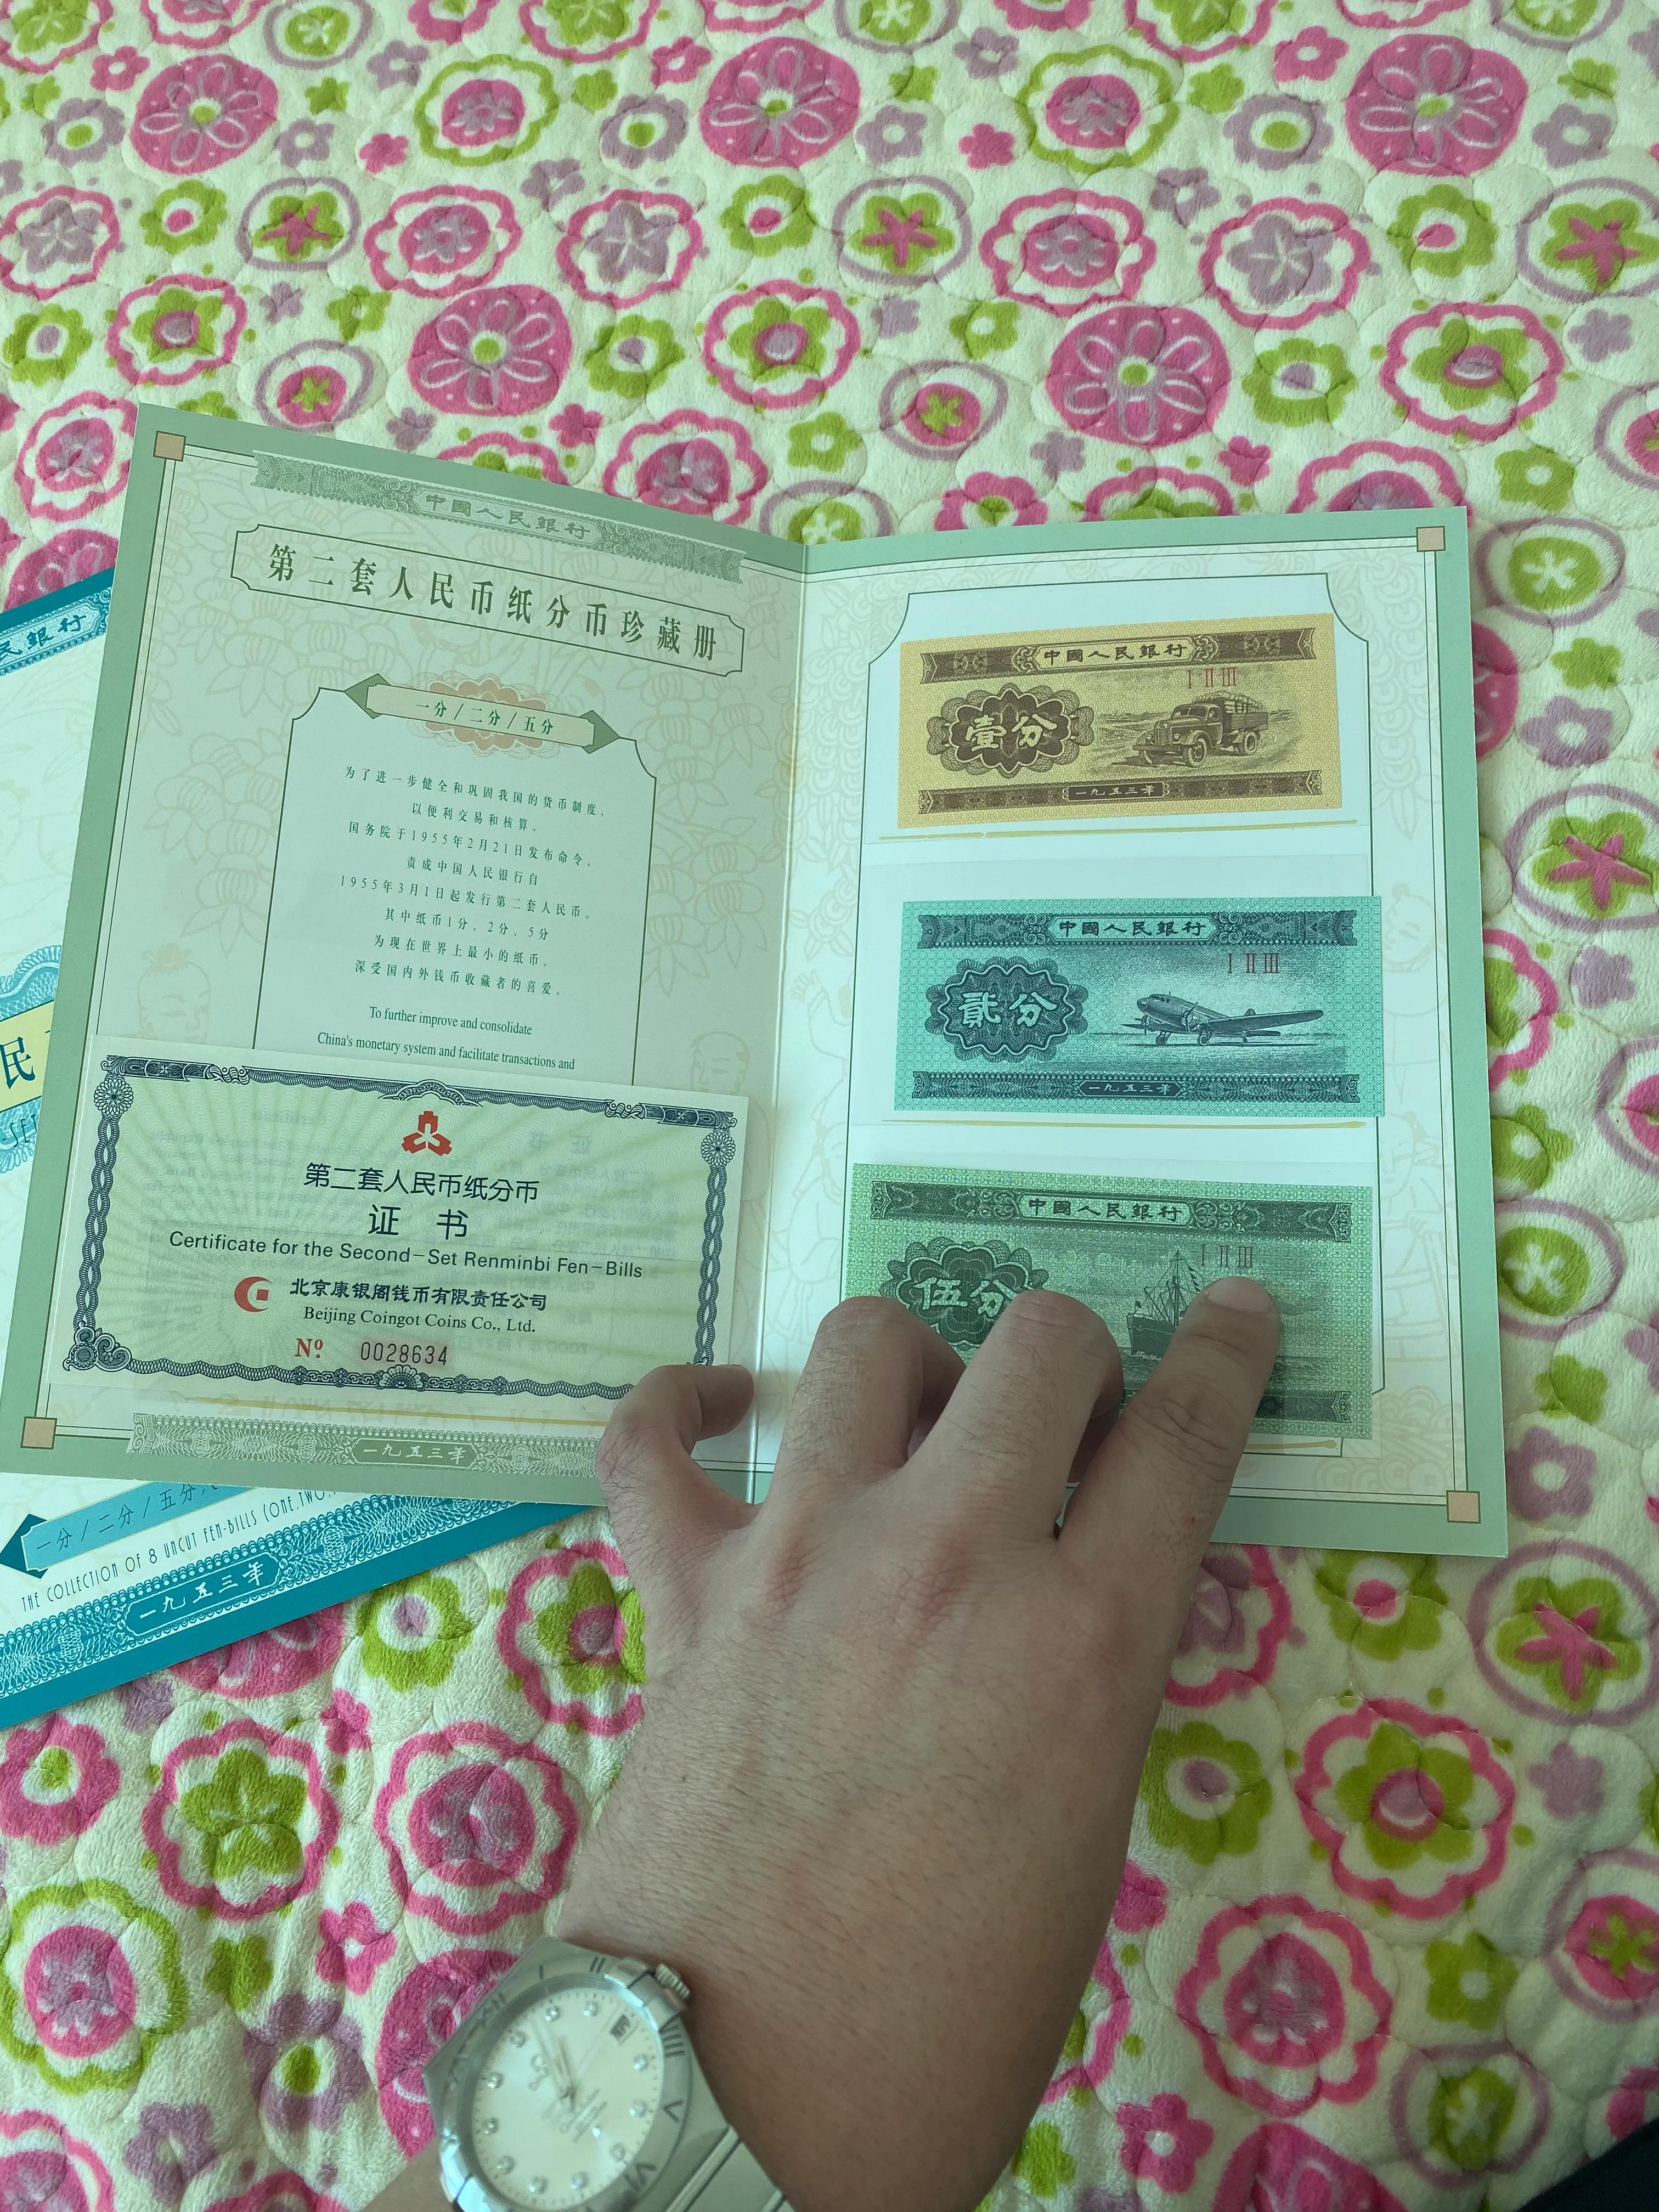 中國人民銀行
第二套人民币纸分币珍藏册
一分/二分/五分
为了进一步健全和巩固我国的货币制度，
以便利交易和核算，
国务院于1955年2月21日发布命令，
责成中国人民银行自
1955年3月1日起发行第二套人民币。
其中纸币1分、2分、5分
为现在世界上最小的纸币，
深受国内外钱币收藏者的喜爱。
To further improve and consolidate
China's monetary system and facilitate transactions and
第二套人民币纸分币
证 书
Certificate for the Second-Set Renminbi Fen-Bills
北京康银阁钱币有限责任公司
Beijing Coingot Coins Co., Ltd.
Nº 0028634
一九五三年
中國人民銀行
I II III
壹分
一九五三年
中國人民銀行
I II III
貳分
一九五三年
中國人民銀行
I II III
伍分
民銀行
民
一分/二分/五分
THE COLLECTION OF 8 UNCUT FEN-BILLS (ONE,TWO,
一九五三年